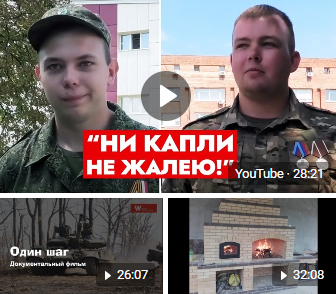 “НИ КАПЛИ
НЕ ЖАЛЕЮ!”
YouTube · 28:21
Один шаг
Документальный фильм
26:07
32:08